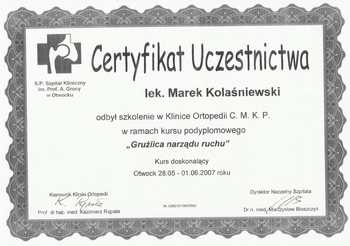 Certyfikat Uczestnictwa
S.P. Szpital Kliniczny
im. Prof. A. Grucy
w Otwocku
lek. Marek Kolaśniewski
odbył szkolenie w Klinice Ortopedii C. M. K. P.
w ramach kursu podyplomowego
„Gruźlica narządu ruchu”
Kurs doskonalący
Otwock 28.05 - 01.06.2007 roku
Kierownik Kliniki Ortopedii
Prof. dr hab. med. Kazimierz Rąpała
Dyrektor Naczelny Szpitala
Dr n. med. Mieczysław Błaszczyk